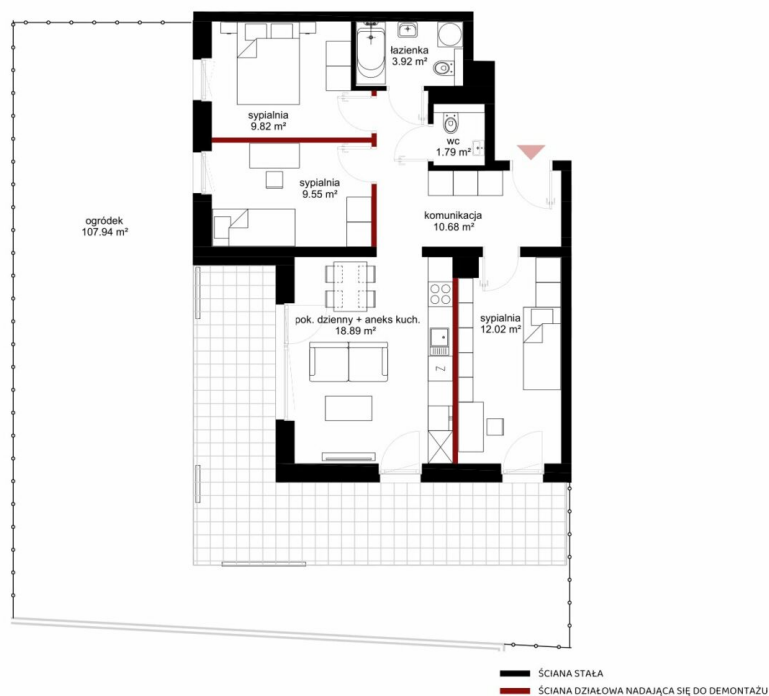 łazienka
3.92 m²
sypialnia
9.82 m²
wc
1.79 m²
sypialnia
9.55 m²
komunikacja
10.68 m²
ogródek
107.94 m²
pok. dzienny + aneks kuch.
18.89 m²
sypialnia
12.02 m²
Z
ŚCIANA STAŁA
ŚCIANA DZIAŁOWA NADAJĄCA SIĘ DO DEMONTAŻU